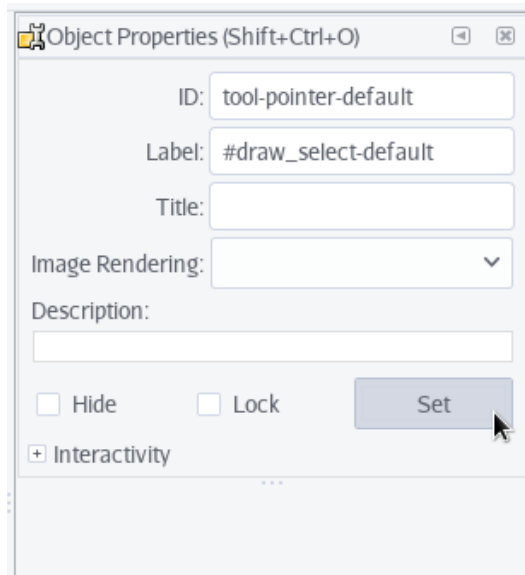 Object Properties (Shift+Ctrl+O)
ID: tool-pointer-default
Label: #draw_select-default
Title:
Image Rendering:
Description:
Hide Lock Set
Interactivity